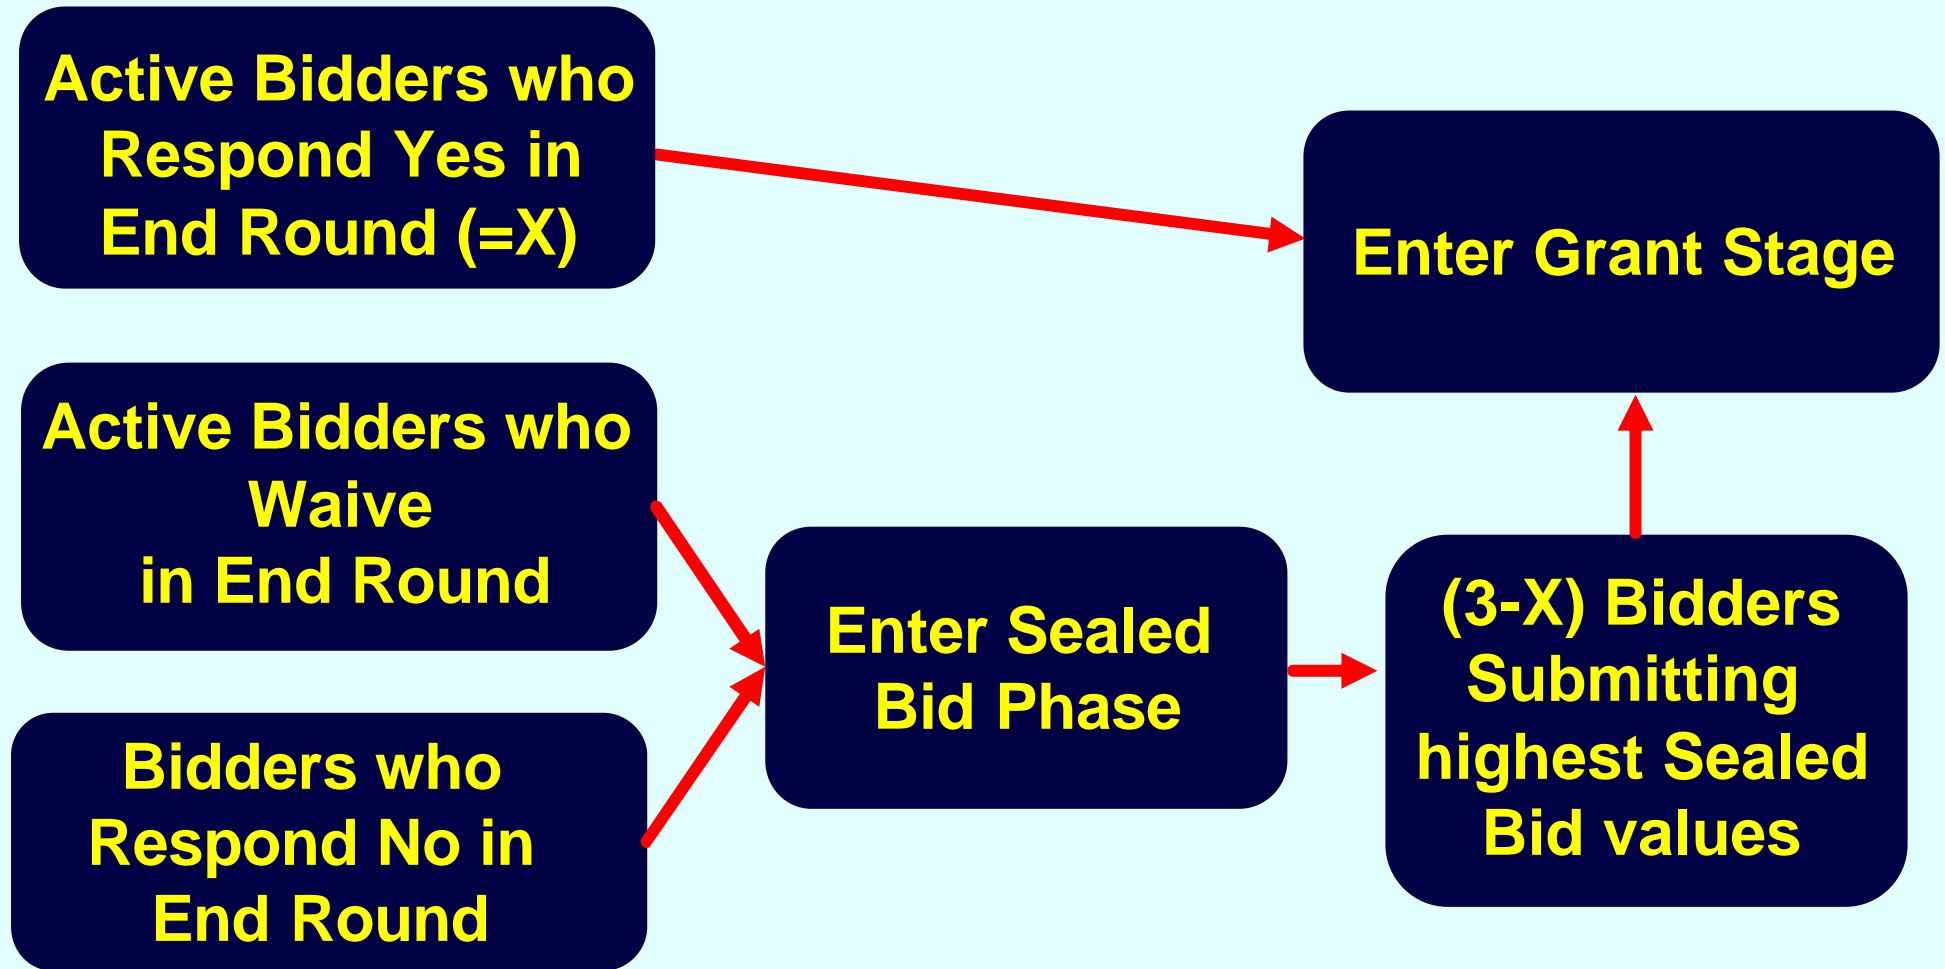 Active Bidders who
Respond Yes in
End Round (=X)
Enter Grant Stage
Active Bidders who
Waive
in End Round
Enter Sealed
Bid Phase
(3-X) Bidders
Submitting
highest Sealed
Bid values
Bidders who
Respond No in
End Round